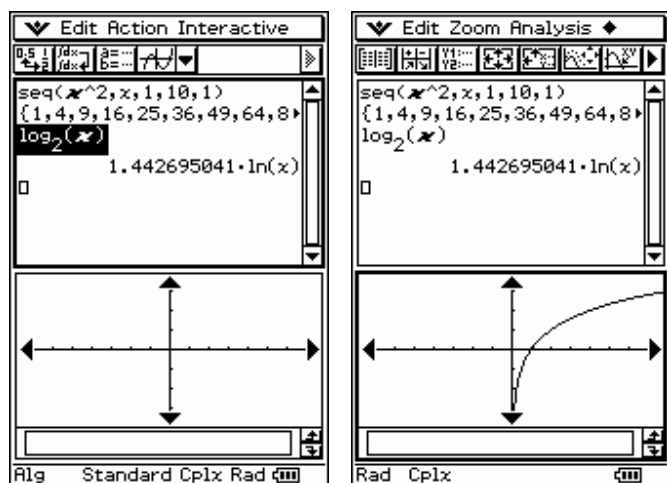 Edit Action Interactive
seq(x^2,x,1,10,1)
{1,4,9,16,25,36,49,64,8
log₂(x)
1.442695041·ln(x)
Alg Standard Cplx Rad
Edit Zoom Analysis
seq(x^2,x,1,10,1)
{1,4,9,16,25,36,49,64,8
log₂(x)
1.442695041·ln(x)
Rad Cplx